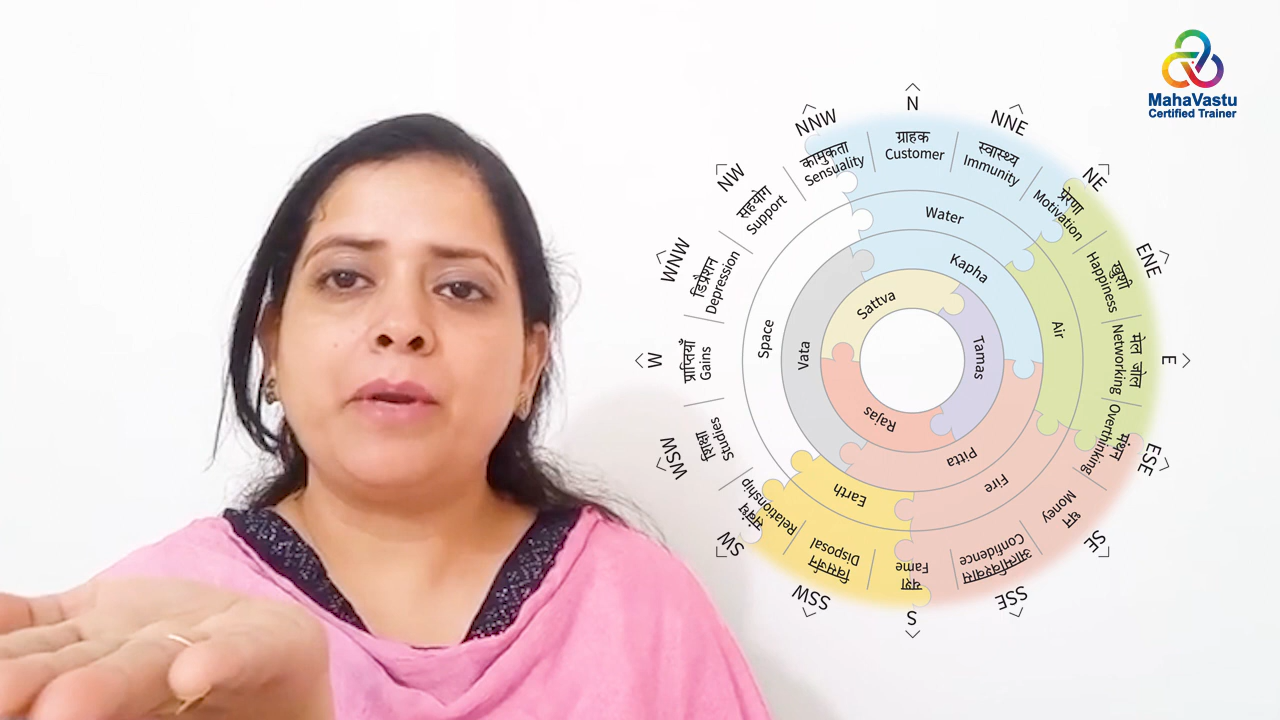 MahaVastu
Certified Trainer
N
ग्राहक
Customer
NNE
स्वास्थ्य
Immunity
NE
प्रेरणा
Motivation
ENE
खुशी
Happiness
E
मेल जोल
Networking
ESE
मंथन
Overthinking
SE
धन
Money
SSE
आत्मविश्वास
Confidence
S
यश
Fame
SSW
विसर्जन
Disposal
SW
संबंध
Relationship
WSW
शिक्षा
Studies
W
प्राप्तियाँ
Gains
WNW
डिप्रेशन
Depression
NW
सहयोग
Support
NNW
कामुकता
Sensuality
Water
Air
Fire
Earth
Space
Kapha
Pitta
Vata
Sattva
Tamas
Rajas